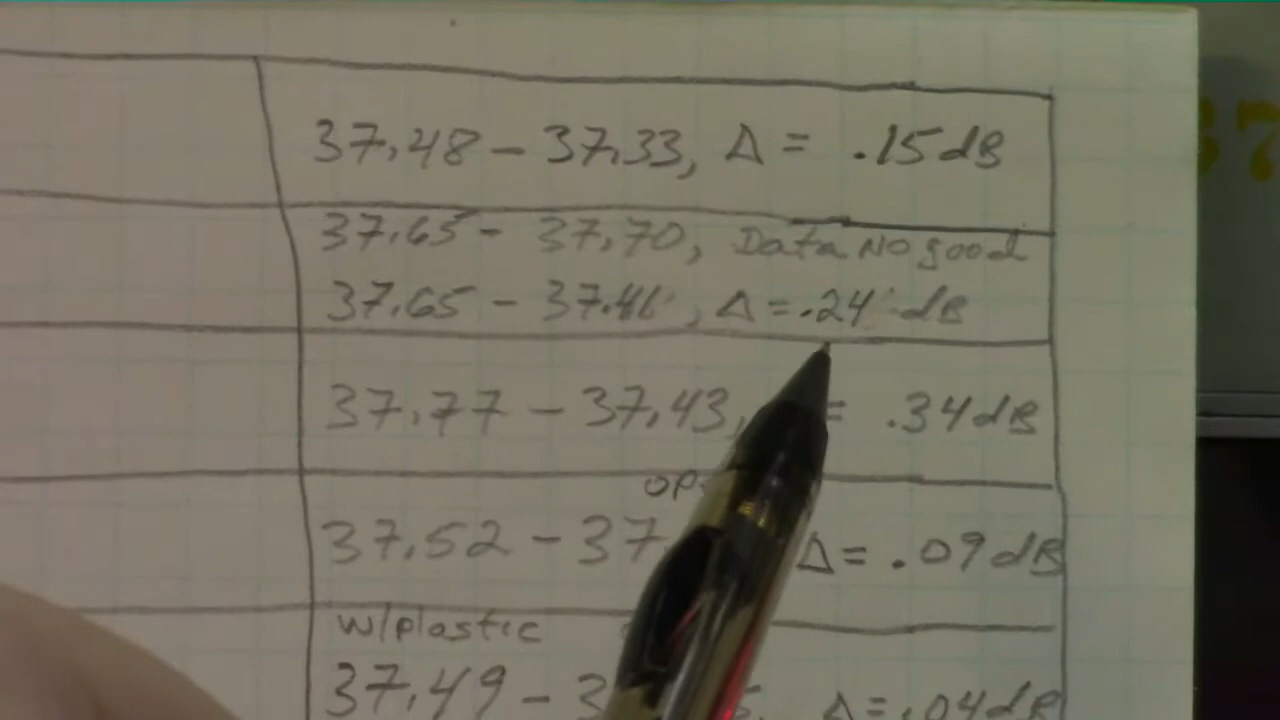 37.48 - 37.33, Δ = .15dB
37.65 - 37.70, Data No good
37.65 - 37.41, Δ = .24 dB
37.77 - 37.43, = .34dB
OP
37.52 - 37 Δ = .09dB
w/plastic
37.49 - 3 Δ = .04dB